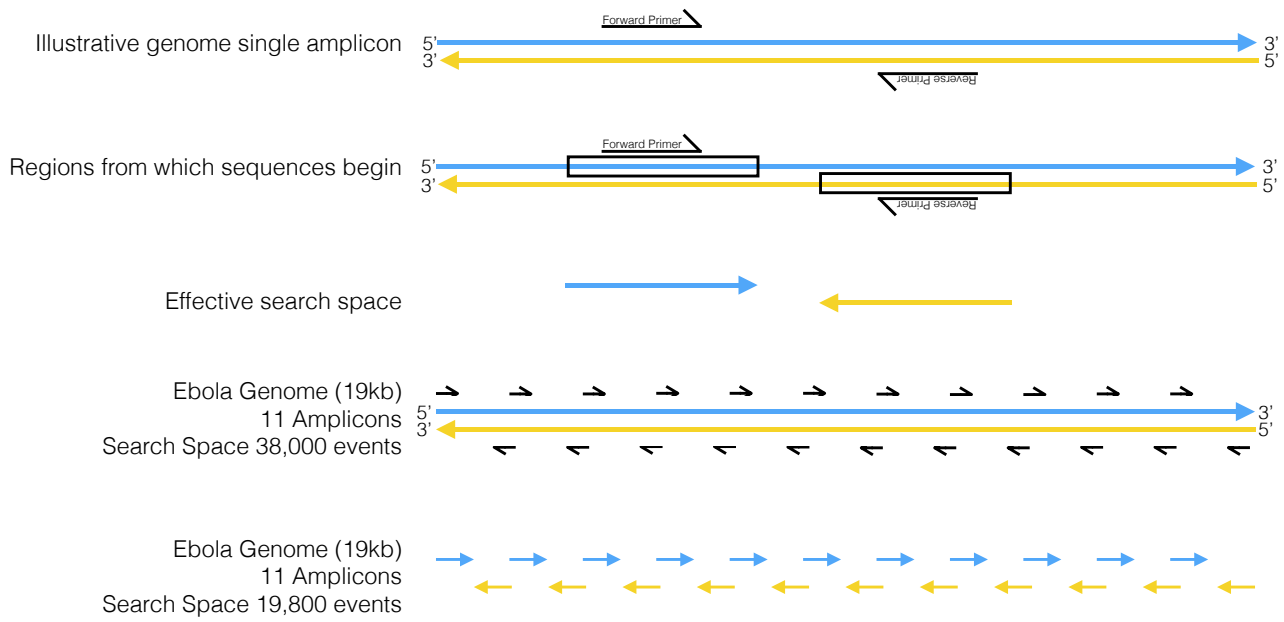 Forward Primer
Illustrative genome single amplicon 5’ 3’
3’ 5’
Reverse Primer
Forward Primer
Regions from which sequences begin 5’ 3’
3’ 5’
Reverse Primer
Effective search space
Ebola Genome (19kb)
11 Amplicons 5’ 3’
3’ 5’
Search Space 38,000 events
Ebola Genome (19kb)
11 Amplicons
Search Space 19,800 events